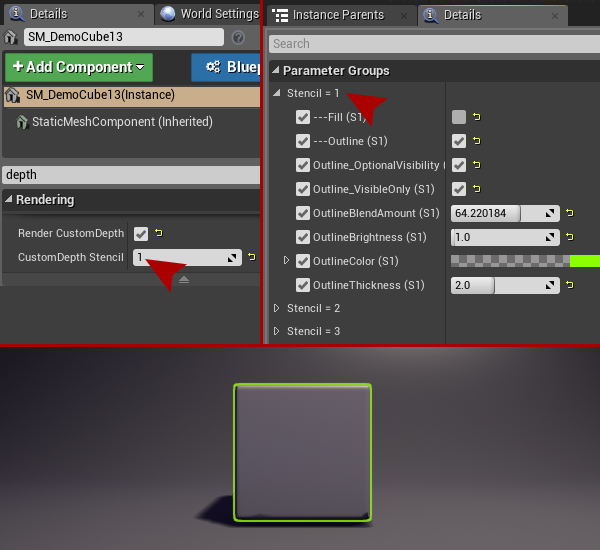 Details
World Settings
SM_DemoCube13
+ Add Component
Bluep
SM_DemoCube13(Instance)
StaticMeshComponent (Inherited)
depth
Rendering
Render CustomDepth
CustomDepth Stencil
1
Instance Parents
Details
Search
Parameter Groups
Stencil = 1
---Fill (S1)
---Outline (S1)
Outline_OptionalVisibility (
Outline_VisibleOnly (S1)
OutlineBlendAmount (S1)
64.220184
OutlineBrightness (S1)
1.0
OutlineColor (S1)
OutlineThickness (S1)
2.0
Stencil = 2
Stencil = 3